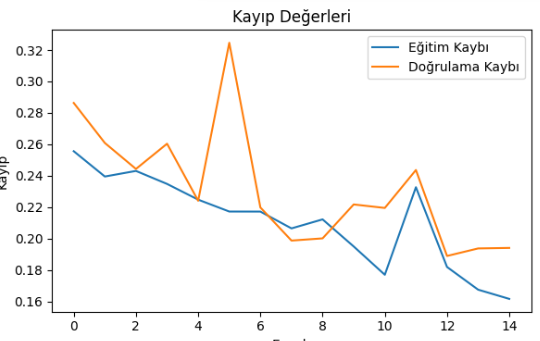 Kayıp Değerleri
Eğitim Kaybı
Doğrulama Kaybı
0.32
0.30
0.28
0.26
0.24
0.22
0.20
0.18
0.16
Kayıp
0 2 4 6 8 10 12 14